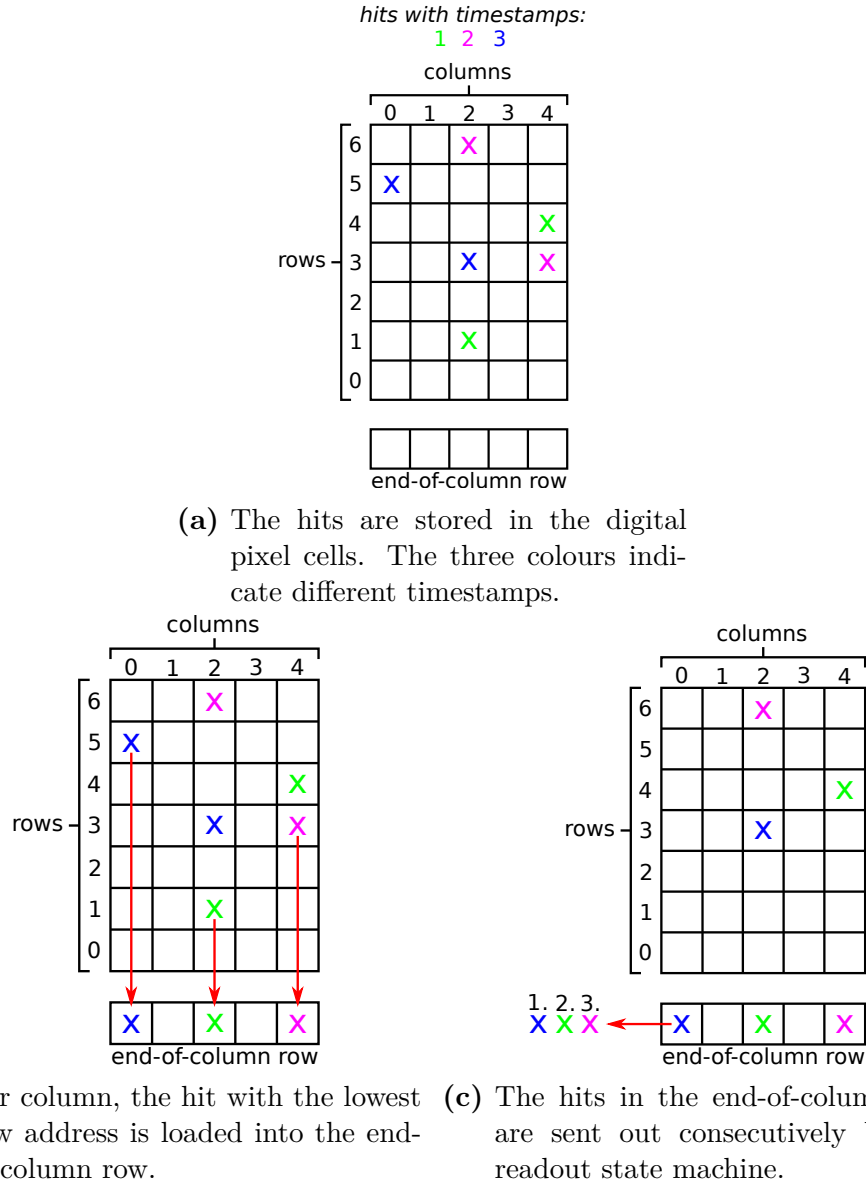 hits with timestamps:
1 2 3
columns
0 1 2 3 4
6 X
5 X
4 X
rows 3 X X
2
1 X
0
end-of-column row
(a) The hits are stored in the digital
pixel cells. The three colours indi-
cate different timestamps.
columns
0 1 2 3 4
6 X
5 X
4 X
rows 3 X X
2
1 X
0
X X X
end-of-column row
column, the hit with the lowest
address is loaded into the end-
column row.
columns
0 1 2 3 4
6 X
5
4 X
rows 3 X
2
1
0
1. 2. 3.
X X X X X X
end-of-column row
(c) The hits in the end-of-colum
are sent out consecutively
readout state machine.